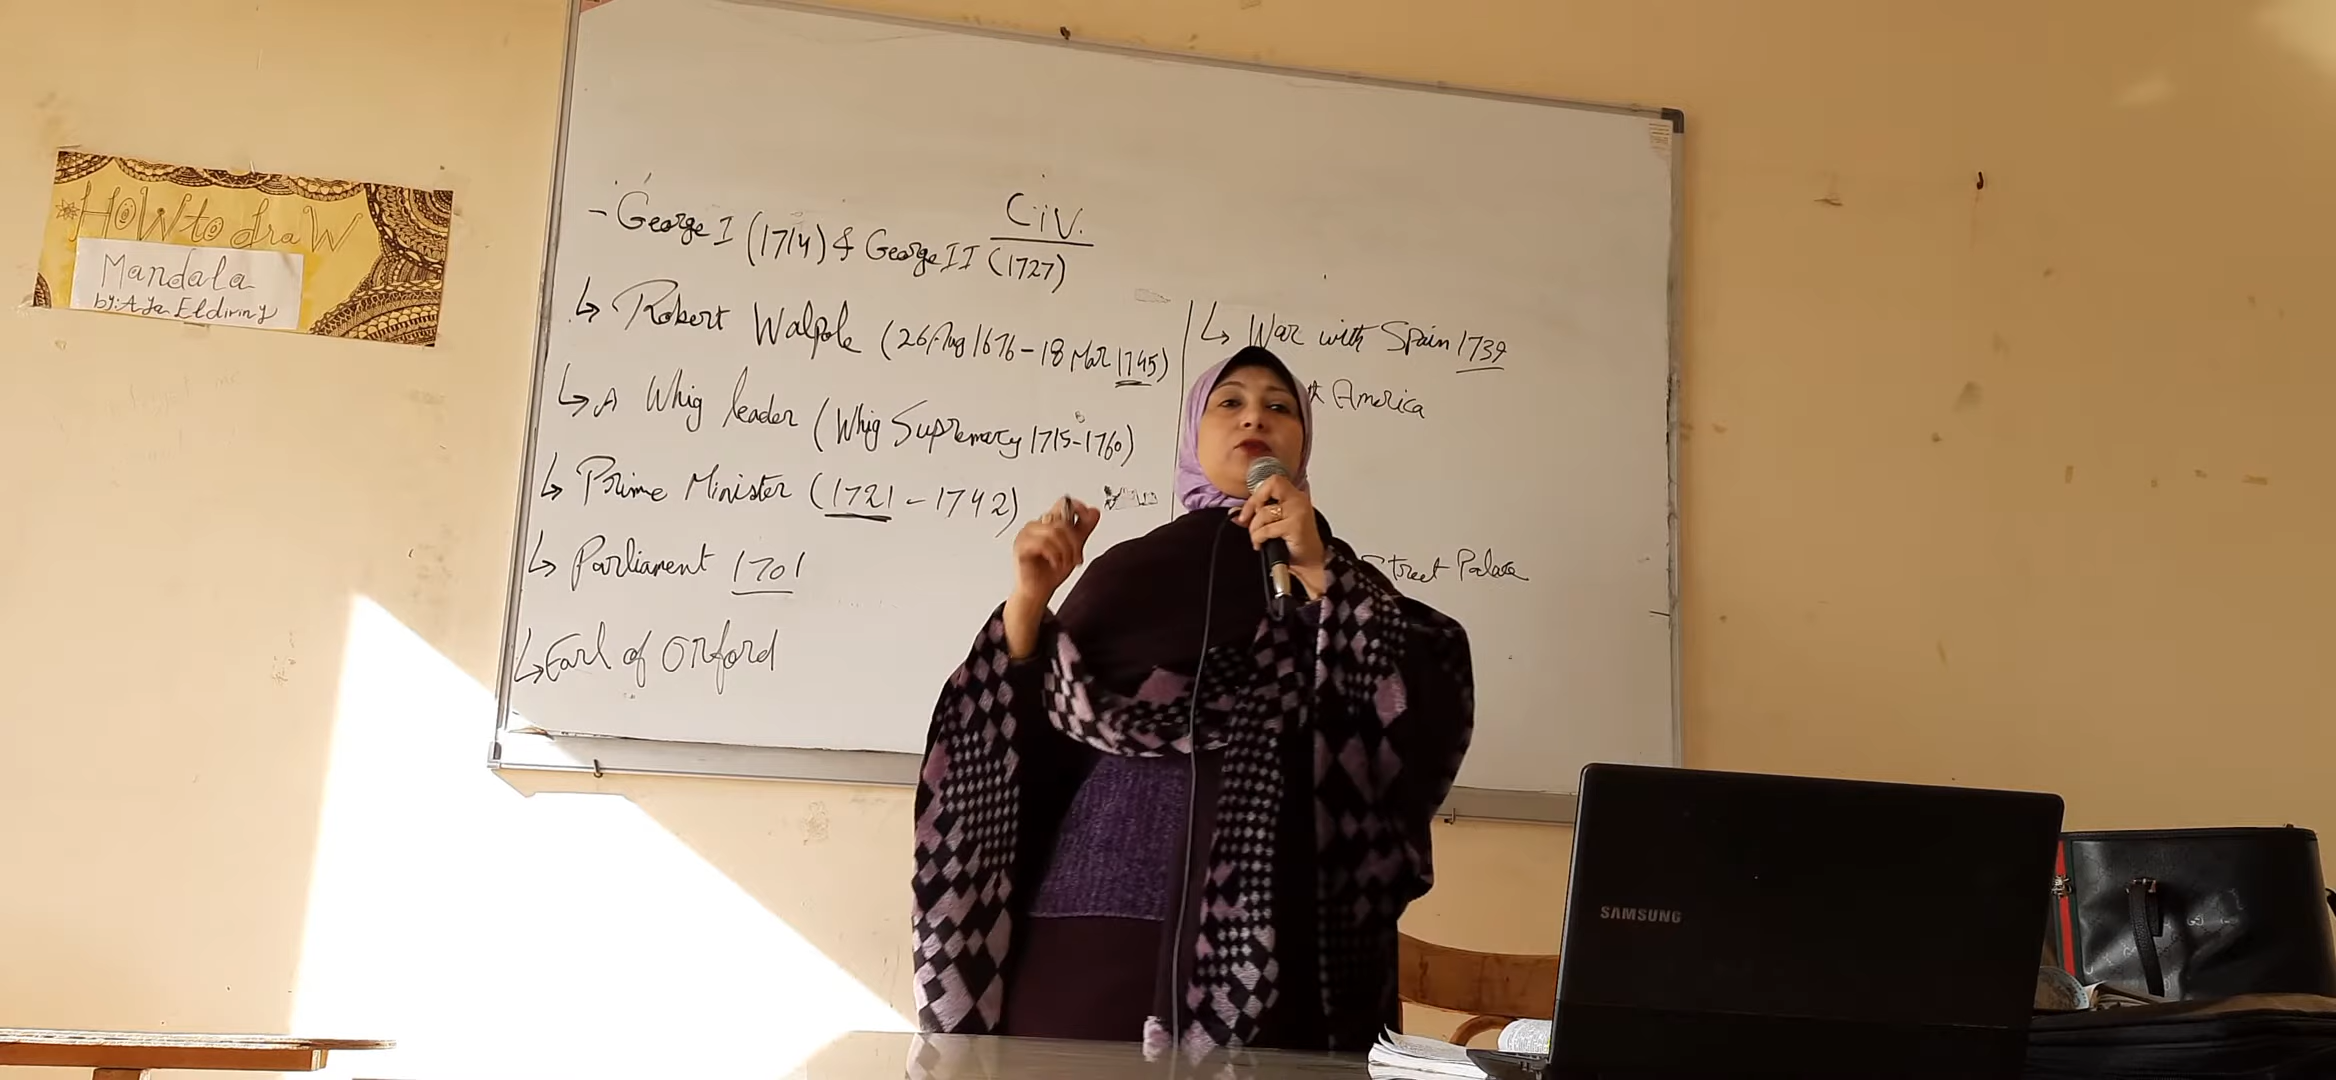 HoW to draW
Mandala
by: Aya Eldiriny
Civ.
- George I (1714) & George II (1727)
↳ Robert Walpole (26 Aug 1676 - 18 Mar 1745)
↳ A Whig leader (Whig Supremacy 1715-1760)
↳ Prime Minister (1721 - 1742)
↳ Parliament 1701
↳ Earl of Orford
↳ War with Spain 1739
America
Street Palace
SAMSUNG